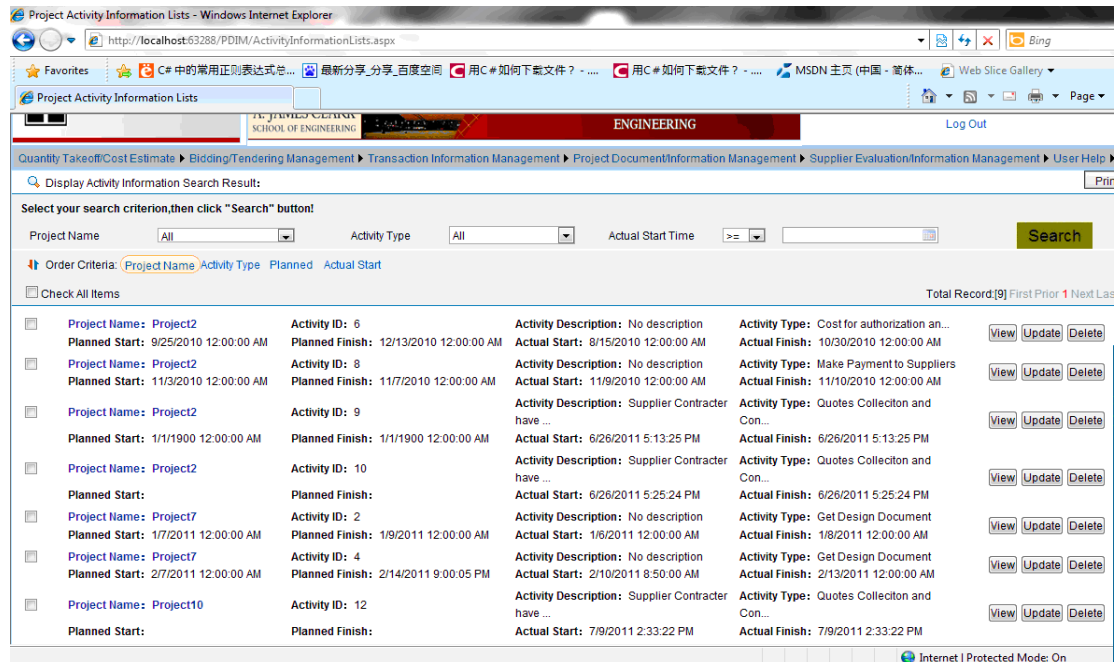 Project Activity Information Lists - Windows Internet Explorer
http://localhost:63288/PDIM/ActivityInformationLists.aspx
Bing
Favorites C# 中的常用正则表达式总... 最新分享_分享_百度空间 用C#如何下载文件？- .... 用C#如何下载文件？- .... MSDN 主页 (中国 - 简体... Web Slice Gallery
Project Activity Information Lists
Page
A. JAMES CLARK
SCHOOL OF ENGINEERING
ENGINEERING
Log Out
Quantity Takeoff/Cost Estimate Bidding/Tendering Management Transaction Information Management Project Document/Information Management Supplier Evaluation/Information Management User Help
Display Activity Information Search Result:
Prin
Select your search criterion,then click "Search" button!
Project Name All Activity Type All Actual Start Time >= Search
Order Criteria: Project Name Activity Type Planned Actual Start
Check All Items
Total Record:[9] First Prior 1 Next Las
Project Name: Project2 Activity ID: 6 Activity Description: No description Activity Type: Cost for authorization an...
Planned Start: 9/25/2010 12:00:00 AM Planned Finish: 12/13/2010 12:00:00 AM Actual Start: 8/15/2010 12:00:00 AM Actual Finish: 10/30/2010 12:00:00 AM
View Update Delete
Project Name: Project2 Activity ID: 8 Activity Description: No description Activity Type: Make Payment to Suppliers
Planned Start: 11/3/2010 12:00:00 AM Planned Finish: 11/7/2010 12:00:00 AM Actual Start: 11/9/2010 12:00:00 AM Actual Finish: 11/10/2010 12:00:00 AM
View Update Delete
Project Name: Project2 Activity ID: 9 Activity Description: Supplier Contracter have ... Activity Type: Quotes Colleciton and Con...
Planned Start: 1/1/1900 12:00:00 AM Planned Finish: 1/1/1900 12:00:00 AM Actual Start: 6/26/2011 5:13:25 PM Actual Finish: 6/26/2011 5:13:25 PM
View Update Delete
Project Name: Project2 Activity ID: 10 Activity Description: Supplier Contracter have ... Activity Type: Quotes Colleciton and Con...
Planned Start: Planned Finish: Actual Start: 6/26/2011 5:25:24 PM Actual Finish: 6/26/2011 5:25:24 PM
View Update Delete
Project Name: Project7 Activity ID: 2 Activity Description: No description Activity Type: Get Design Document
Planned Start: 1/7/2011 12:00:00 AM Planned Finish: 1/9/2011 12:00:00 AM Actual Start: 1/6/2011 12:00:00 AM Actual Finish: 1/8/2011 12:00:00 AM
View Update Delete
Project Name: Project7 Activity ID: 4 Activity Description: No description Activity Type: Get Design Document
Planned Start: 2/7/2011 12:00:00 AM Planned Finish: 2/14/2011 9:00:05 PM Actual Start: 2/10/2011 8:50:00 AM Actual Finish: 2/13/2011 12:00:00 AM
View Update Delete
Project Name: Project10 Activity ID: 12 Activity Description: Supplier Contracter have ... Activity Type: Quotes Colleciton and Con...
Planned Start: Planned Finish: Actual Start: 7/9/2011 2:33:22 PM Actual Finish: 7/9/2011 2:33:22 PM
View Update Delete
Internet | Protected Mode: On